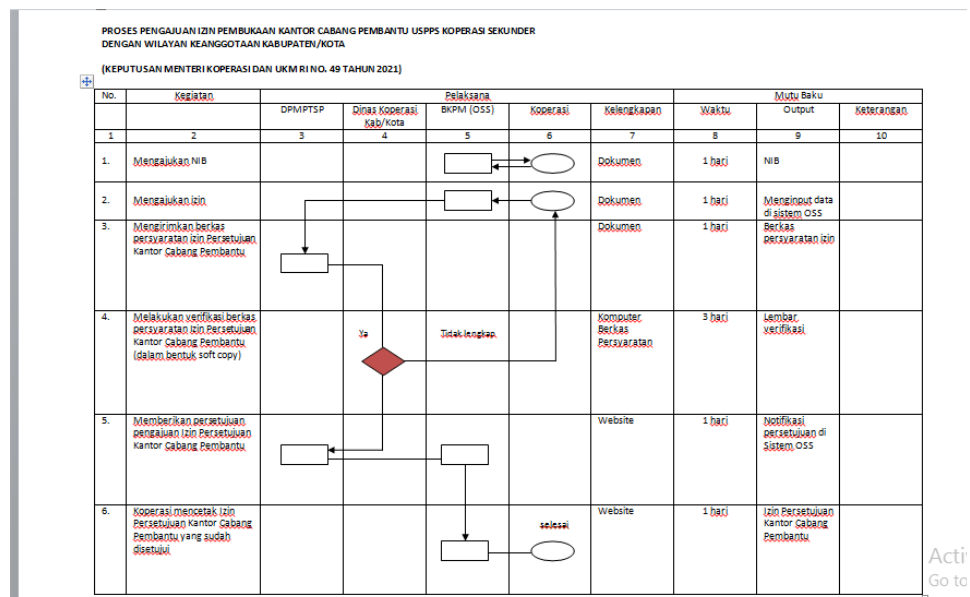 PROSES PENGAJUAN IZIN PEMBUKAAN KANTOR CABANG PEMBANTU USPPS KOPERASI SEKUNDER
DENGAN WILAYAN KEANGGOTAAN KABUPATEN/KOTA
(KEPUTUSAN MENTERI KOPERASI DAN UKM RI NO. 49 TAHUN 2021)
No. Kegiatan Pelaksana Mutu Baku
DPMPTSP Dinas Koperasi BKPM (OSS) Koperasi Kelengkapan Waktu Output Keterangan
Kab/Kota
1 2 3 4 5 6 7 8 9 10
1. Mengajukan NIB Dokumen 1 hari NIB
2. Mengajukan izin Dokumen 1 hari Menginput data
di sistem OSS
3. Mengirimkan berkas Dokumen 1 hari Berkas
persyaratan izin Persetujuan persyaratan izin
Kantor Cabang Pembantu
4. Melakukan verifikasi berkas Komputer 3 hari Lembar
persyaratan Izin Persetujuan Ya Tidak lengkap Berkas verifikasi
Kantor Cabang Pembantu Persyaratan
(dalam bentuk soft copy)
5. Memberikan persetujuan Website 1 hari Notifikasi
pengajuan Izin Persetujuan persetujuan di
Kantor Cabang Pembantu Sistem OSS
6. Koperasi mencetak Izin Website 1 hari Izin Persetujuan
Persetujuan Kantor Cabang selesai Kantor Cabang
Pembantu yang sudah Pembantu
disetujui
Go to